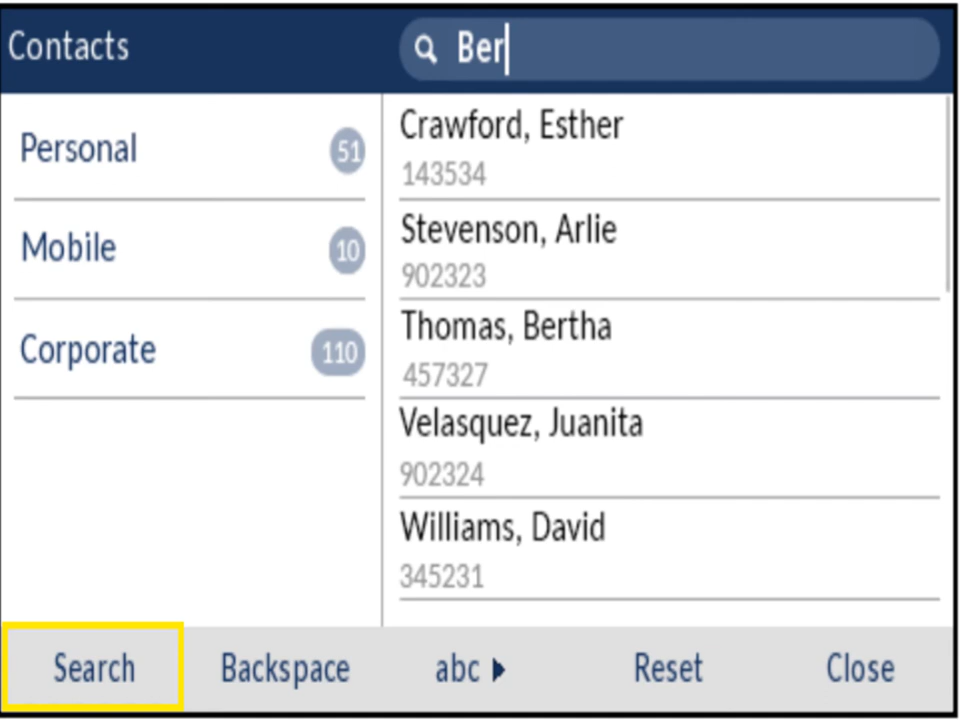 Contacts
Ber
Personal 51
Mobile 10
Corporate 110
Crawford, Esther
143534
Stevenson, Arlie
902323
Thomas, Bertha
457327
Velasquez, Juanita
902324
Williams, David
345231
Search Backspace abc Reset Close